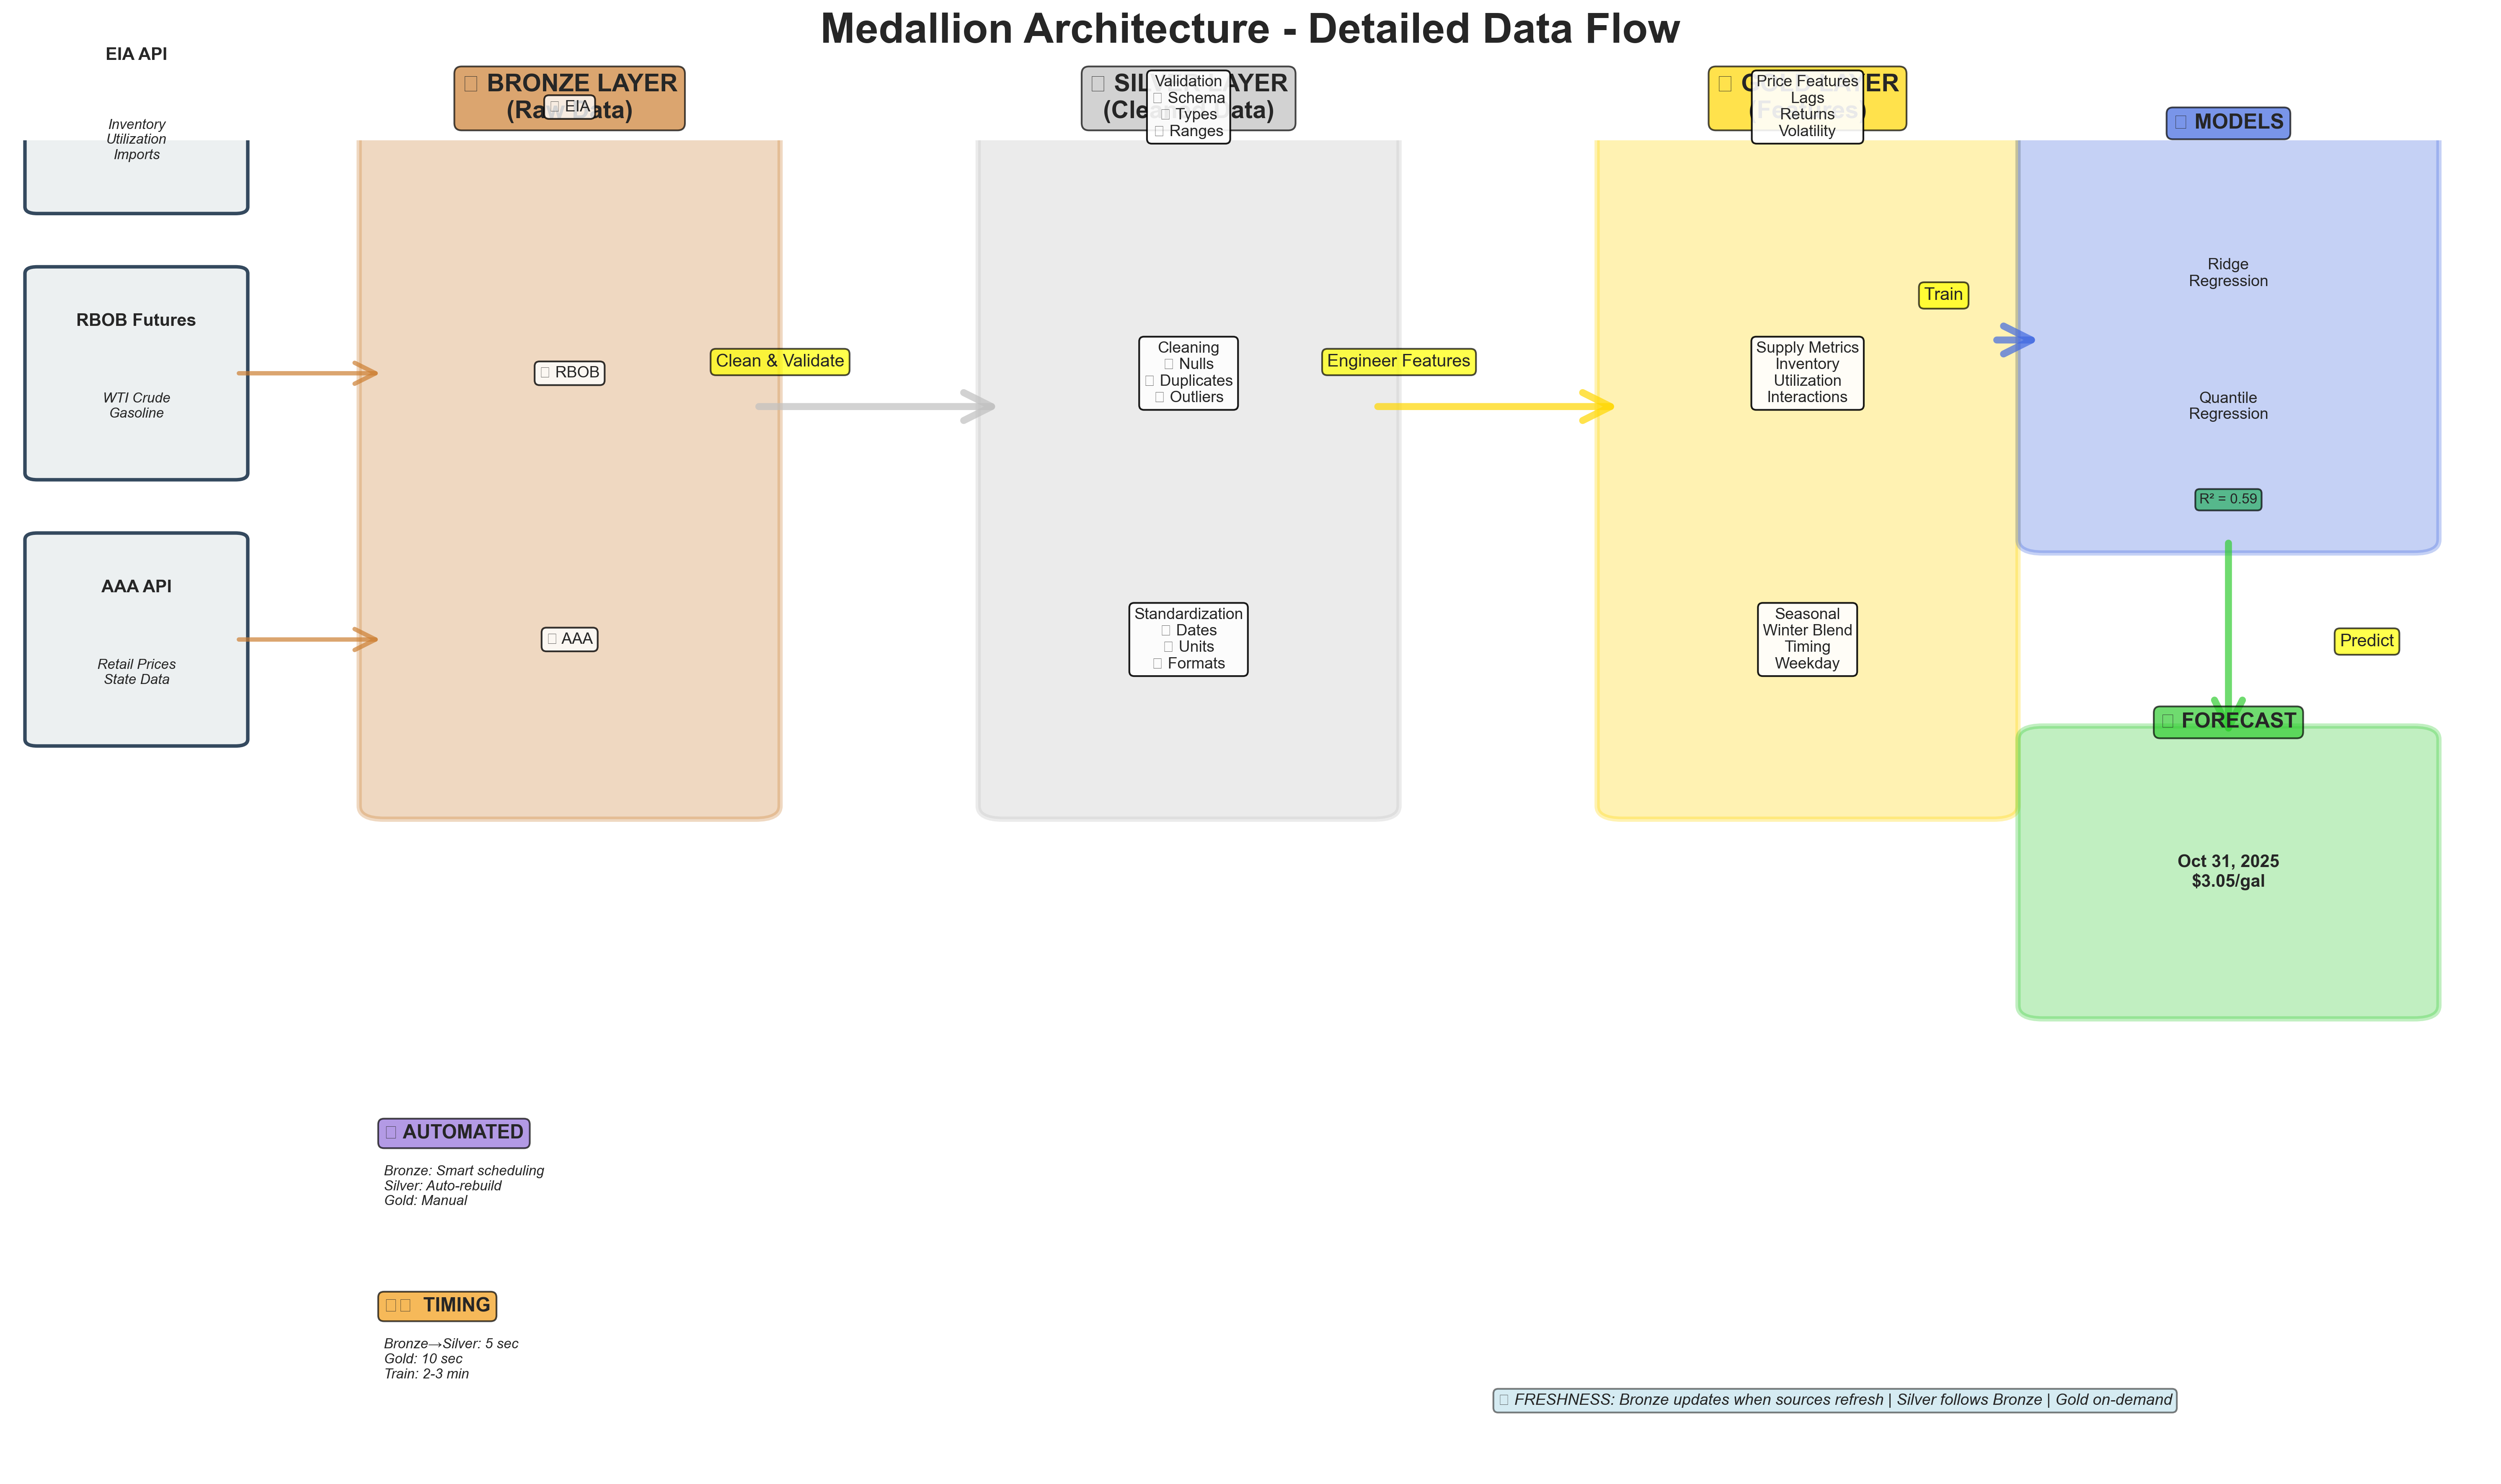 Medallion Architecture - Detailed Data Flow
EIA API
Inventory
Utilization
Imports
RBOB Futures
WTI Crude
Gasoline
AAA API
Retail Prices
State Data
BRONZE LAYER
(Raw Data)
EIA
RBOB
AAA
Clean & Validate
(Clean Data)
Validation
Schema
Types
Ranges
Cleaning
Nulls
Duplicates
Outliers
Standardization
Dates
Units
Formats
Engineer Features
GOLD LAYER
(Features)
Price Features
Lags
Returns
Volatility
Supply Metrics
Inventory
Utilization
Interactions
Seasonal
Winter Blend
Timing
Weekday
Train
MODELS
Ridge
Regression
Quantile
Regression
R² = 0.59
Predict
FORECAST
Oct 31, 2025
$3.05/gal
AUTOMATED
Bronze: Smart scheduling
Silver: Auto-rebuild
Gold: Manual
TIMING
Bronze→Silver: 5 sec
Gold: 10 sec
Train: 2-3 min
FRESHNESS: Bronze updates when sources refresh | Silver follows Bronze | Gold on-demand